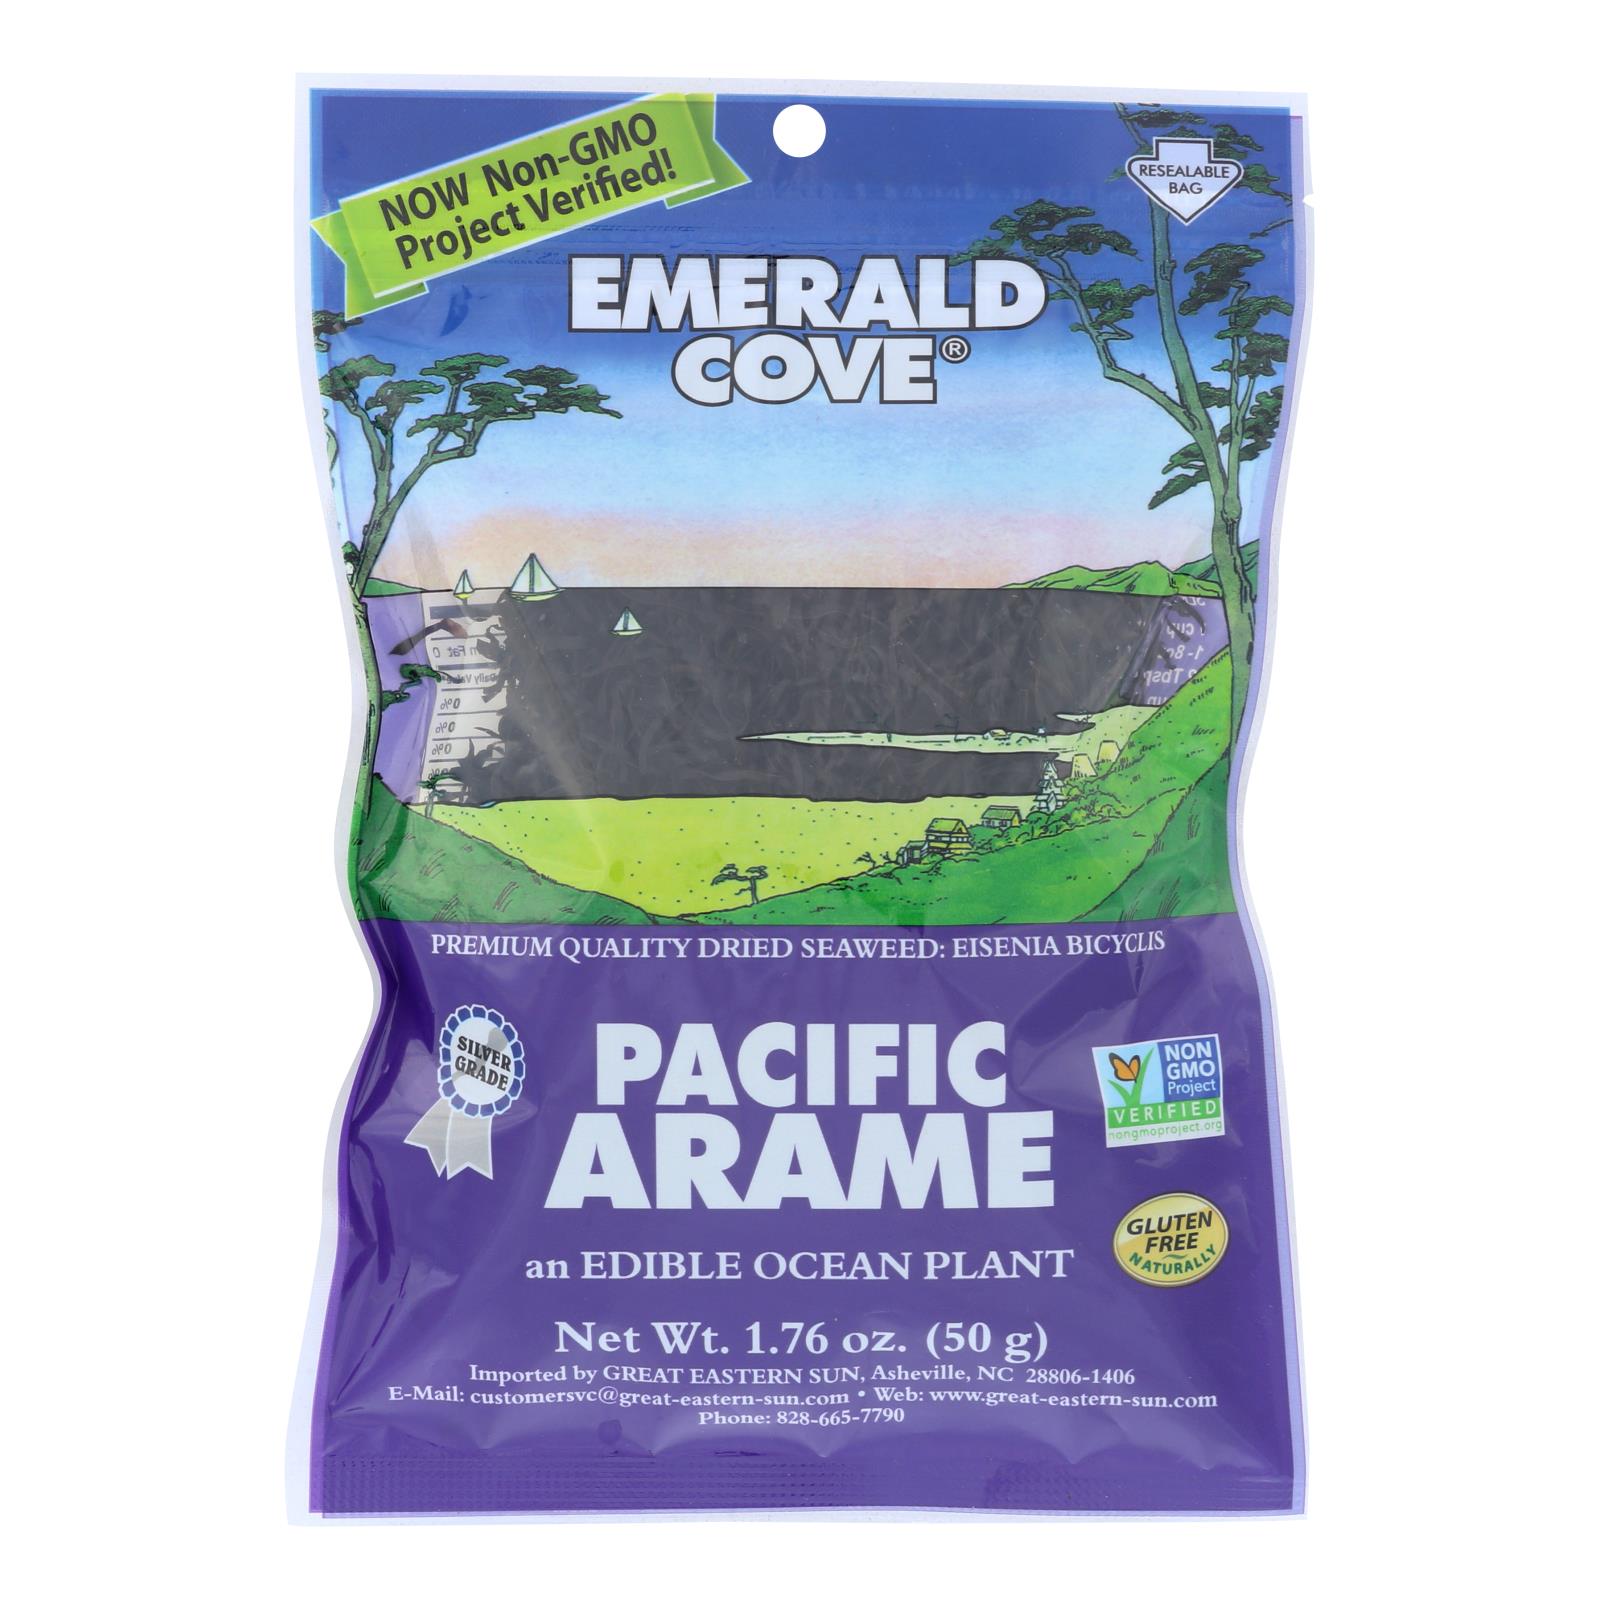 NOW Non-GMO
Project Verified!
RESEALABLE
BAG
EMERALD
COVE®
PREMIUM QUALITY DRIED SEAWEED: EISENIA BICYCLIS
SILVER
GRADE
PACIFIC
ARAME
NON
GMO
Project
VERIFIED
nongmoproject.org
an EDIBLE OCEAN PLANT
GLUTEN
FREE
NATURALLY
Net Wt. 1.76 oz. (50 g)
Imported by GREAT EASTERN SUN, Asheville, NC 28806-1406
E-Mail: customersvc@great-eastern-sun.com • Web: www.great-eastern-sun.com
Phone: 828-665-7790